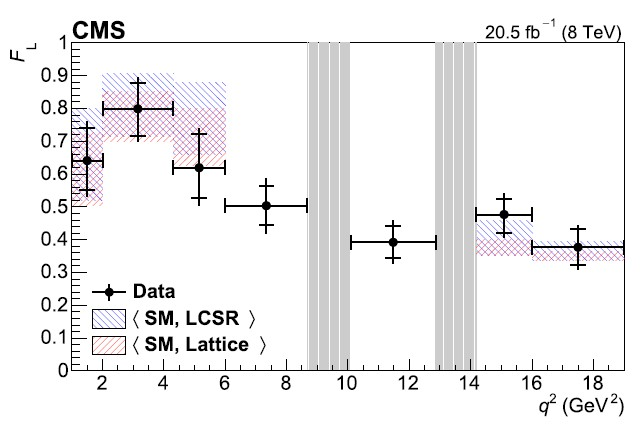 CMS 20.5 fb⁻¹ (8 TeV)
F_L
1
0.9
0.8
0.7
0.6
0.5
0.4
0.3
0.2
0.1
0
Data
⟨ SM, LCSR ⟩
⟨ SM, Lattice ⟩
2 4 6 8 10 12 14 16 18
q² (GeV²)